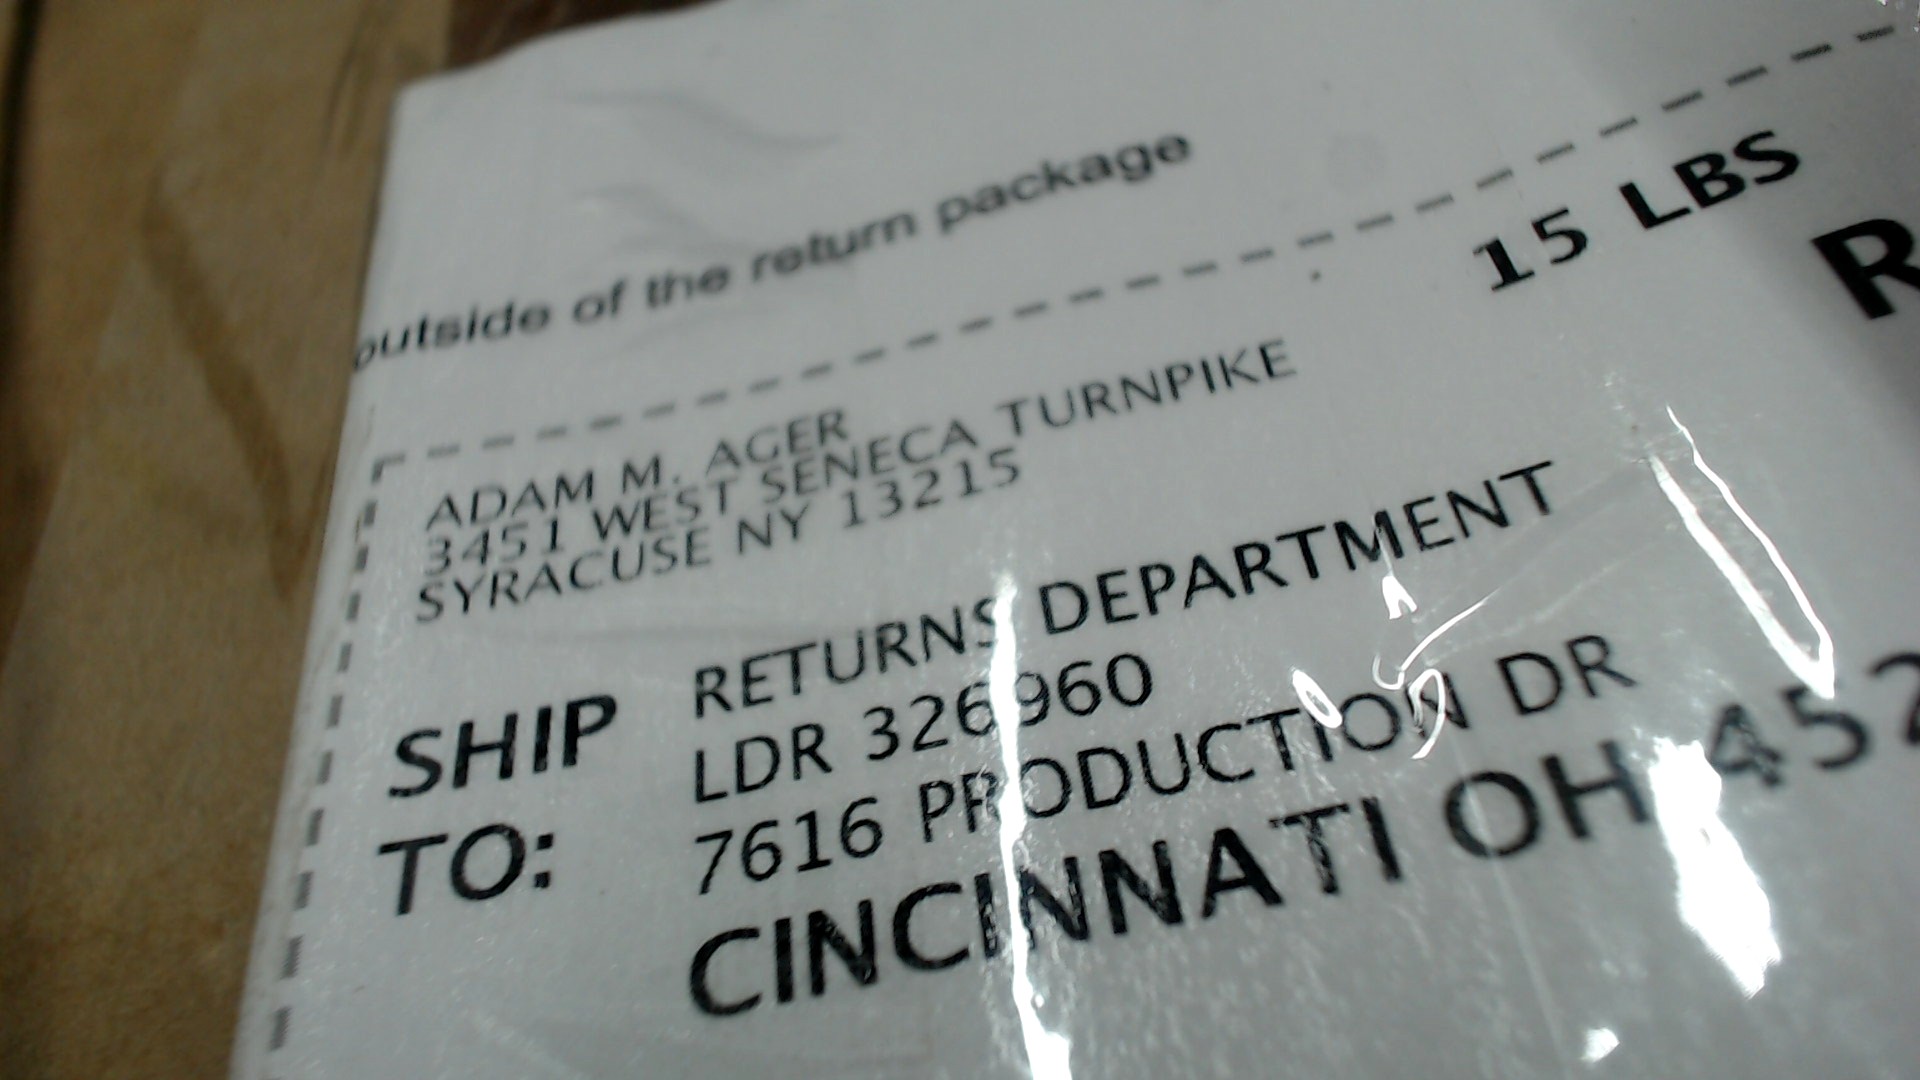 outside of the return package
15 LBS
ADAM M. AGER
3451 WEST SENECA TURNPIKE
SYRACUSE NY 13215
SHIP TO:
RETURNS DEPARTMENT
LDR 326960
7616 PRODUCTION DR
CINCINNATI OH 452